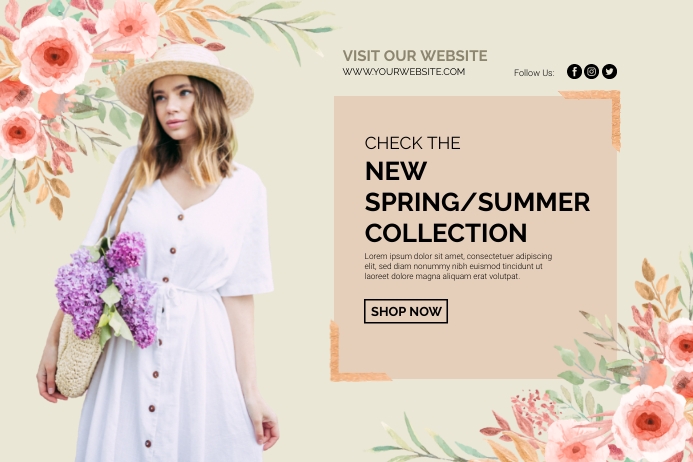 VISIT OUR WEBSITE
WWW.YOURWEBSITE.COM
Follow Us:
CHECK THE
NEW
SPRING/SUMMER
COLLECTION
Lorem ipsum dolor sit amet, consectetuer adipiscing
elit, sed diam nonummy nibh euismod tincidunt ut
laoreet dolore magna aliquam erat volutpat.
SHOP NOW